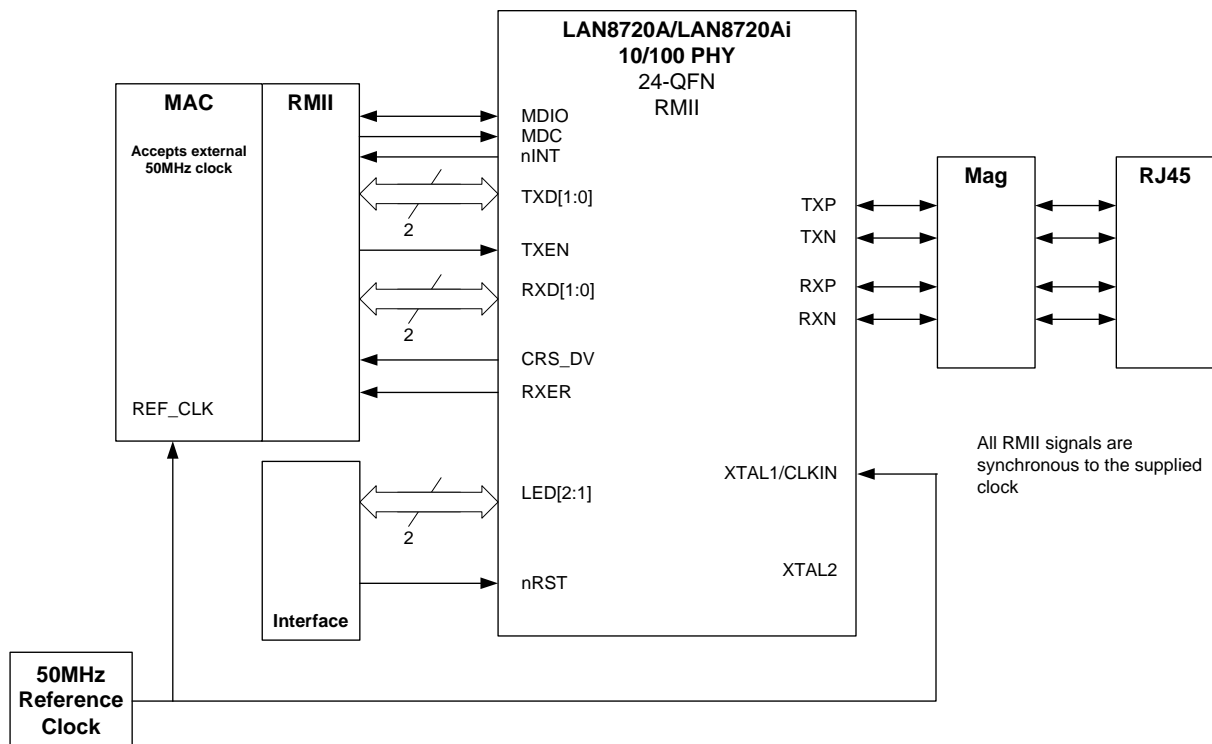 LAN8720A/LAN8720Ai
10/100 PHY
24-QFN
RMII
MAC
Accepts external
50MHz clock
REF_CLK
RMII
MDIO
MDC
nINT
TXD[1:0]
2
TXEN
RXD[1:0]
2
CRS_DV
RXER
LED[2:1]
2
nRST
Interface
TXP
TXN
RXP
RXN
XTAL1/CLKIN
XTAL2
Mag
RJ45
All RMII signals are
synchronous to the supplied
clock
50MHz
Reference
Clock